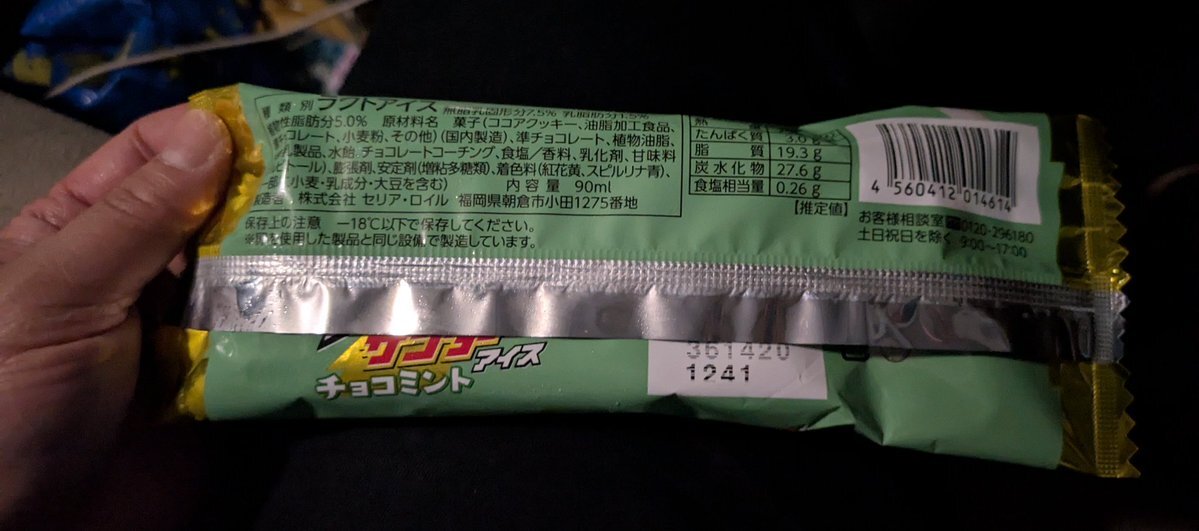 種類別 ラクトアイス 無脂乳固形分7.5% 乳脂肪分1.5%
植物性脂肪分5.0% 原材料名 菓子(ココアクッキー、油脂加工食品、
チョコレート、小麦粉、その他)(国内製造)、準チョコレート、植物油脂、
乳製品、水飴、チョコレートコーチング、食塩/香料、乳化剤、甘味料
ール)、膨張剤、安定剤(増粘多糖類)、着色料(紅花黄、スピルリナ青)、
小麦・乳成分・大豆を含む) 内容量 90ml
製造者 株式会社 セリア・ロイル 福岡県朝倉市小田1275番地
保存上の注意 ー18℃以下で保存してください。
を使用した製品と同じ設備で製造しています。
たんぱく質 3.6g
脂質 19.3g
炭水化物 27.6g
食塩相当量 0.26g
【推定値】
4 560412 014614
お客様相談室 0120-296180
土日祝日を除く 9:00〜17:00
サンダー アイス
チョコミント
361420
1241